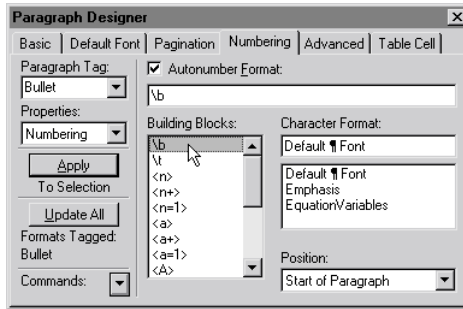 Paragraph Designer
Basic Default Font Pagination Numbering Advanced Table Cell
Paragraph Tag:
Bullet
Properties:
Numbering
Apply
To Selection
Update All
Formats Tagged:
Bullet
Commands:
Autonumber Format:
\b
Building Blocks:
\b
\t
<n>
<n+>
<n=1>
<a>
<a+>
<a=1>
<A>
Character Format:
Default ¶ Font
Default ¶ Font
Emphasis
EquationVariables
Position:
Start of Paragraph